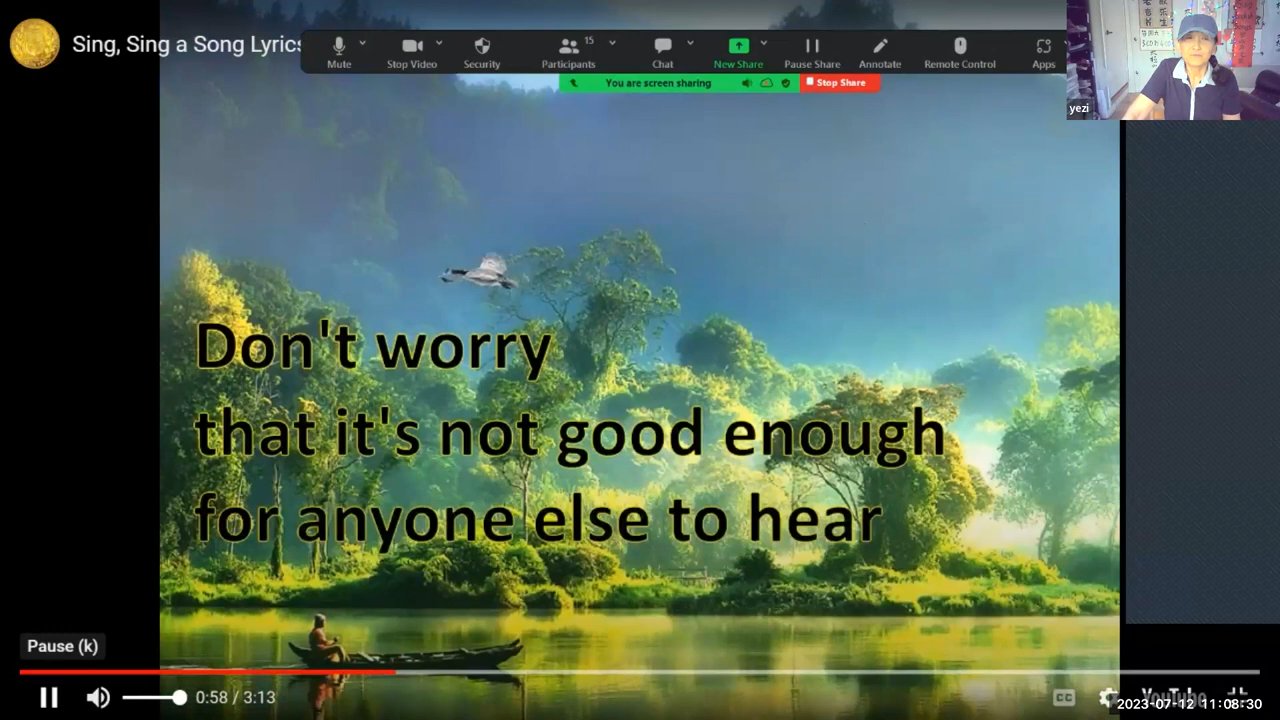 Sing, Sing a Song Lyrics
Mute
Stop Video
Security
15
Participants
Chat
New Share
Pause Share
Annotate
Remote Control
Apps
You are screen sharing
Stop Share
yezi
Don't worry
that it's not good enough
for anyone else to hear
Pause (k)
0:58 / 3:13
CC
YouTube
2023-07-12 11:08:30